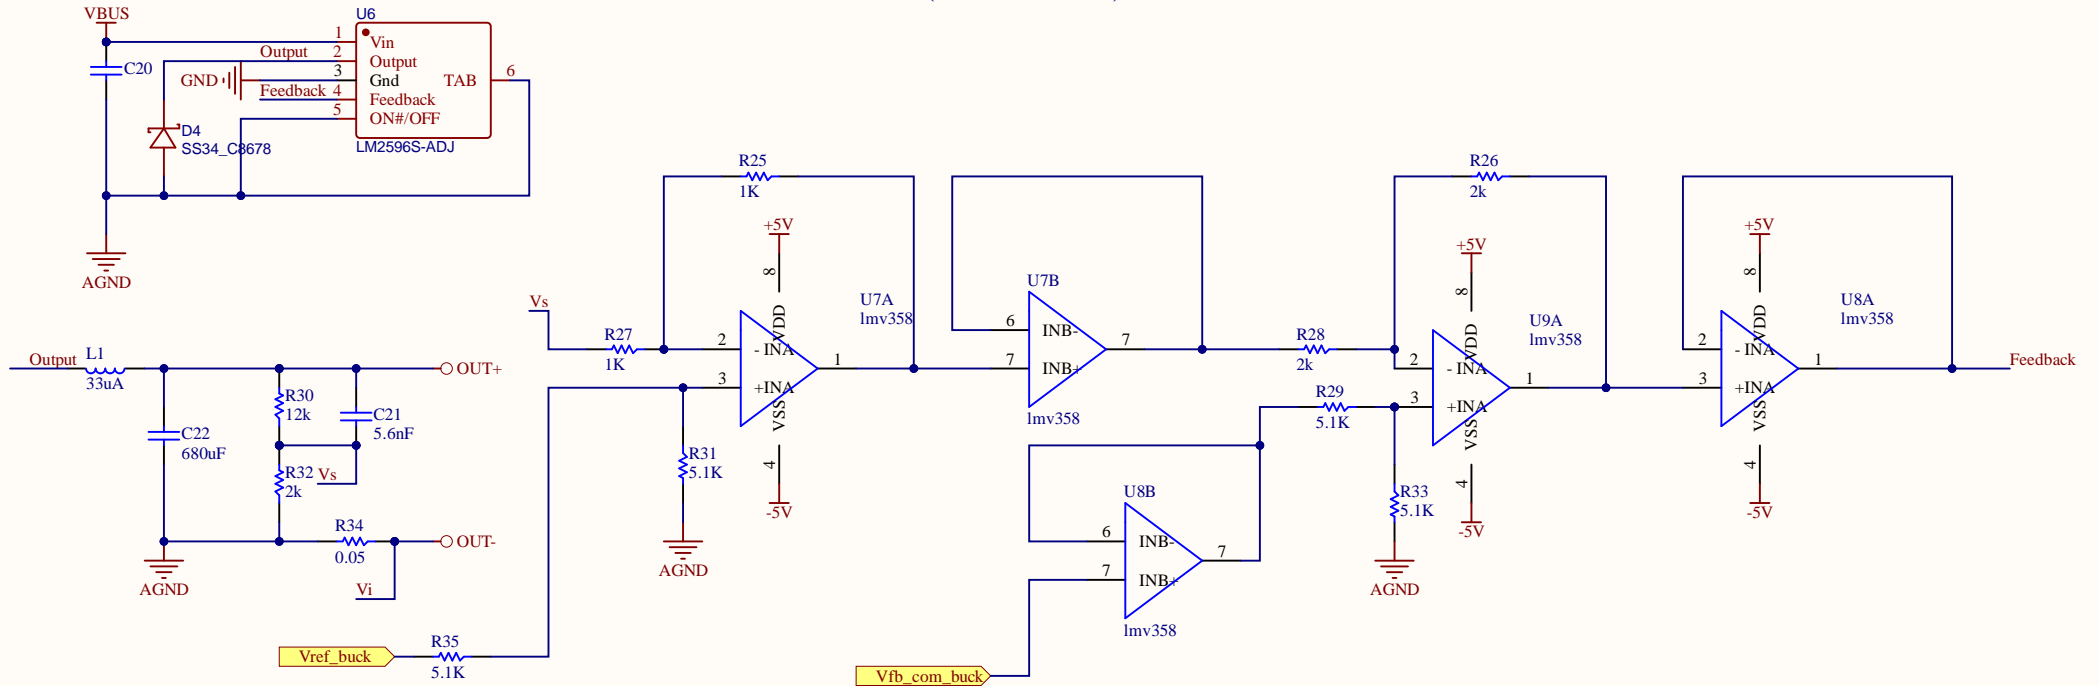 VBUS
C20
U6
1
Vin
Output
2
Output
GND
3
Gnd
Feedback
4
Feedback
5
ON#/OFF
TAB
6
LM2596S-ADJ
D4
SS34_C8678
AGND
Output
L1
33uA
OUT+
R30
12k
C21
5.6nF
C22
680uF
R32
2k
Vs
R34
0.05
OUT-
Vi
AGND
Vref_buck
R35
5.1K
Vs
R27
1K
R25
1K
+5V
8
VDD
2
- INA
3
+INA
VSS
4
-5V
1
U7A
lmv358
R31
5.1K
AGND
U7B
6
INB-
7
INB+
7
lmv358
U8B
6
INB-
7
INB+
7
lmv358
Vfb_com_buck
R28
2k
R29
5.1K
R26
2k
+5V
8
VDD
2
- INA
3
+INA
VSS
4
-5V
1
U9A
lmv358
R33
5.1K
AGND
+5V
8
VDD
2
- INA
3
+INA
VSS
4
-5V
1
U8A
lmv358
Feedback